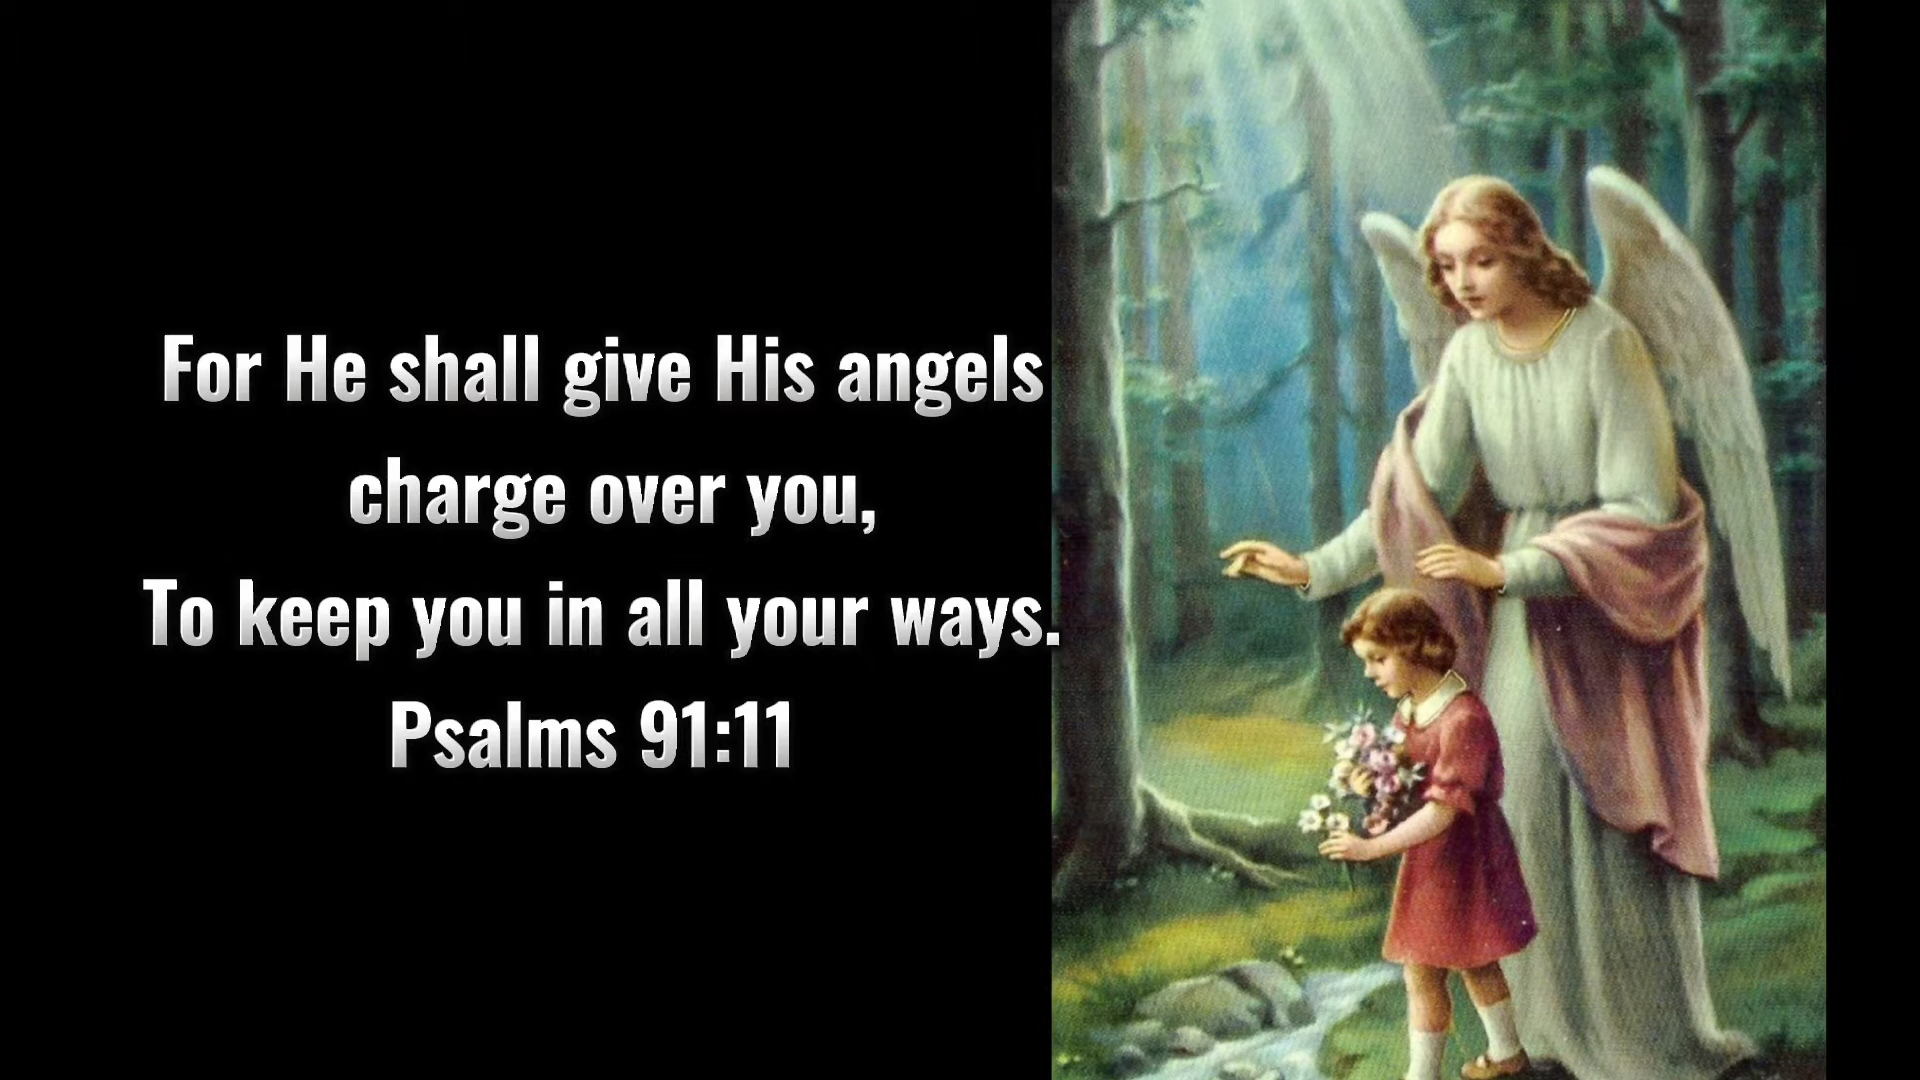 For He shall give His angels
charge over you,
To keep you in all your ways.
Psalms 91:11